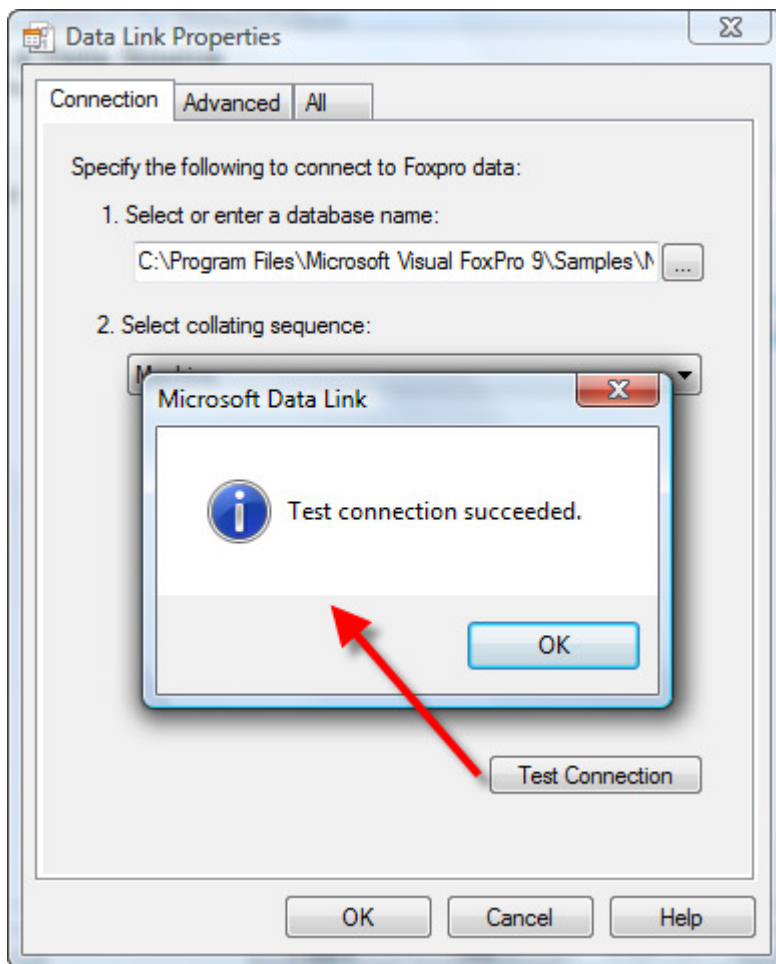 Data Link Properties
Connection Advanced All
Specify the following to connect to Foxpro data:
1. Select or enter a database name:
C:\Program Files\Microsoft Visual FoxPro 9\Samples\N ...
2. Select collating sequence:
Microsoft Data Link
Test connection succeeded.
OK
Test Connection
OK Cancel Help